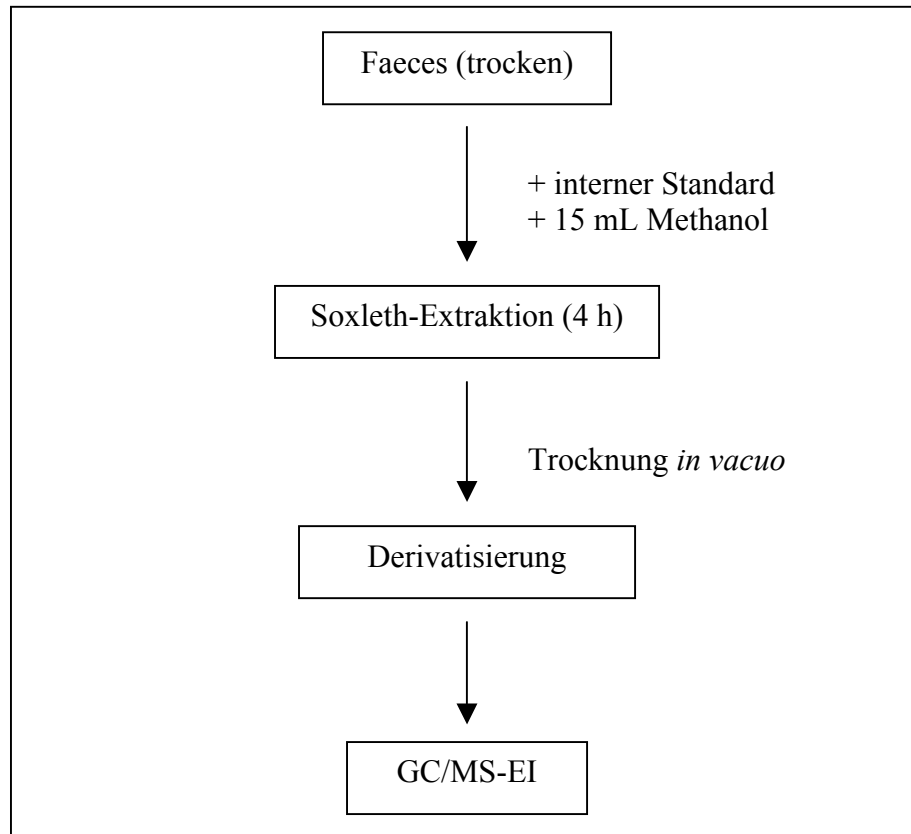 Faeces (trocken)
+ interner Standard
+ 15 mL Methanol
Soxleth-Extraktion (4 h)
Trocknung in vacuo
Derivatisierung
GC/MS-EI